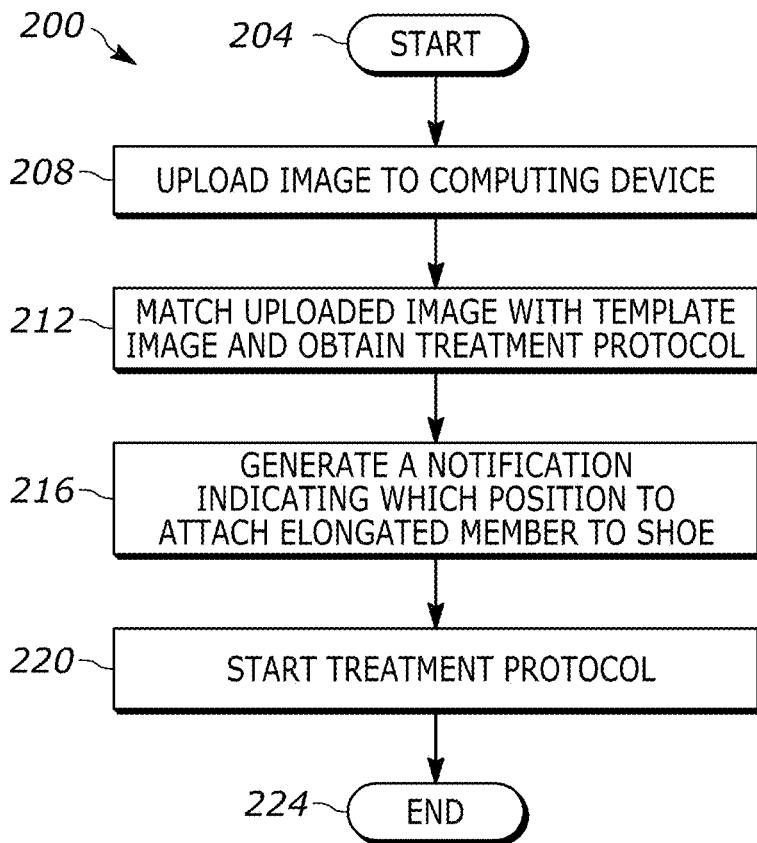 200
204
START
208
UPLOAD IMAGE TO COMPUTING DEVICE
212
MATCH UPLOADED IMAGE WITH TEMPLATE
IMAGE AND OBTAIN TREATMENT PROTOCOL
216
GENERATE A NOTIFICATION
INDICATING WHICH POSITION TO
ATTACH ELONGATED MEMBER TO SHOE
220
START TREATMENT PROTOCOL
224
END